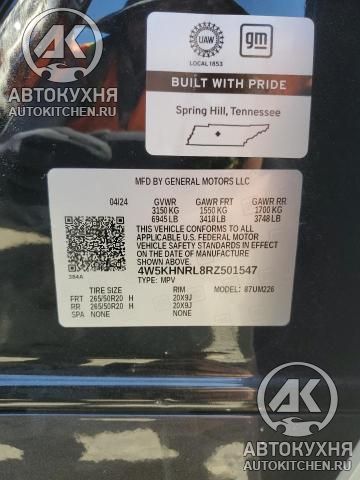 AK
АВТОКУХНЯ
AUTOKITCHEN.RU
UAW
gm
LOCAL 1853
BUILT WITH PRIDE
Spring Hill, Tennessee
MFD BY GENERAL MOTORS LLC
04/24 GVWR GAWR FRT GAWR RR
3150 KG 1550 KG 1700 KG
6945 LB 3418 LB 3748 LB
THIS VEHICLE CONFORMS TO ALL
APPLICABLE U.S. FEDERAL MOTOR
VEHICLE SAFETY STANDARDS IN
EFFECT ON THE DATE OF
MANUFACTURE SHOWN ABOVE.
4W5KHNRL8RZ501547
TYPE: MPV
3B4A
TIRE SIZE RIM MODEL: 87UM226
FRT 265/50R20 H 20X9J
RR 265/50R20 H 20X9J
SPA NONE NONE
AK
АВТОКУХНЯ
AUTOKITCHEN.RU